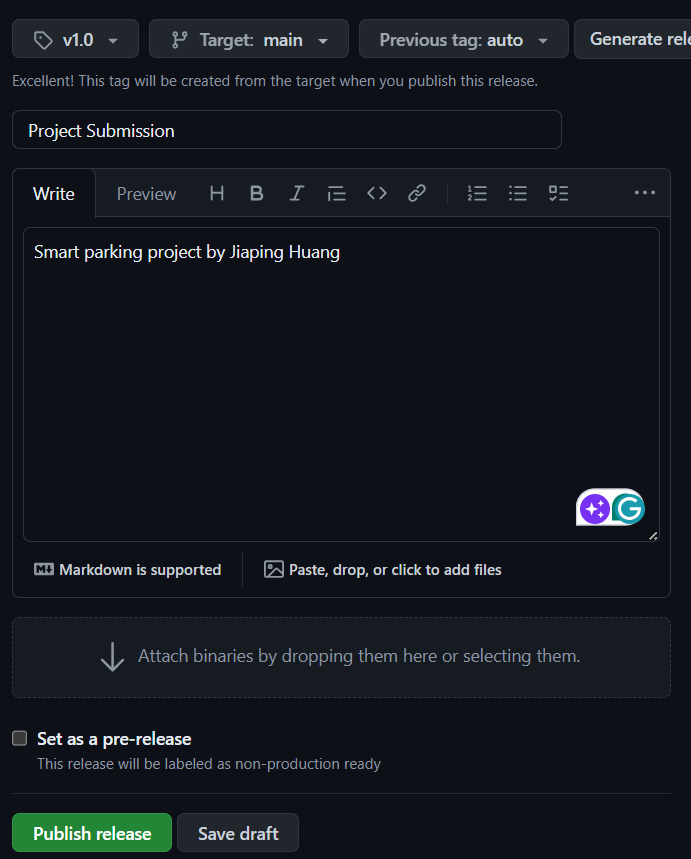 v1.0 Target: main Previous tag: auto Generate rele
Excellent! This tag will be created from the target when you publish this release.
Project Submission
Write Preview H B I
Smart parking project by Jiaping Huang
G
Markdown is supported Paste, drop, or click to add files
Attach binaries by dropping them here or selecting them.
Set as a pre-release
This release will be labeled as non-production ready
Publish release Save draft